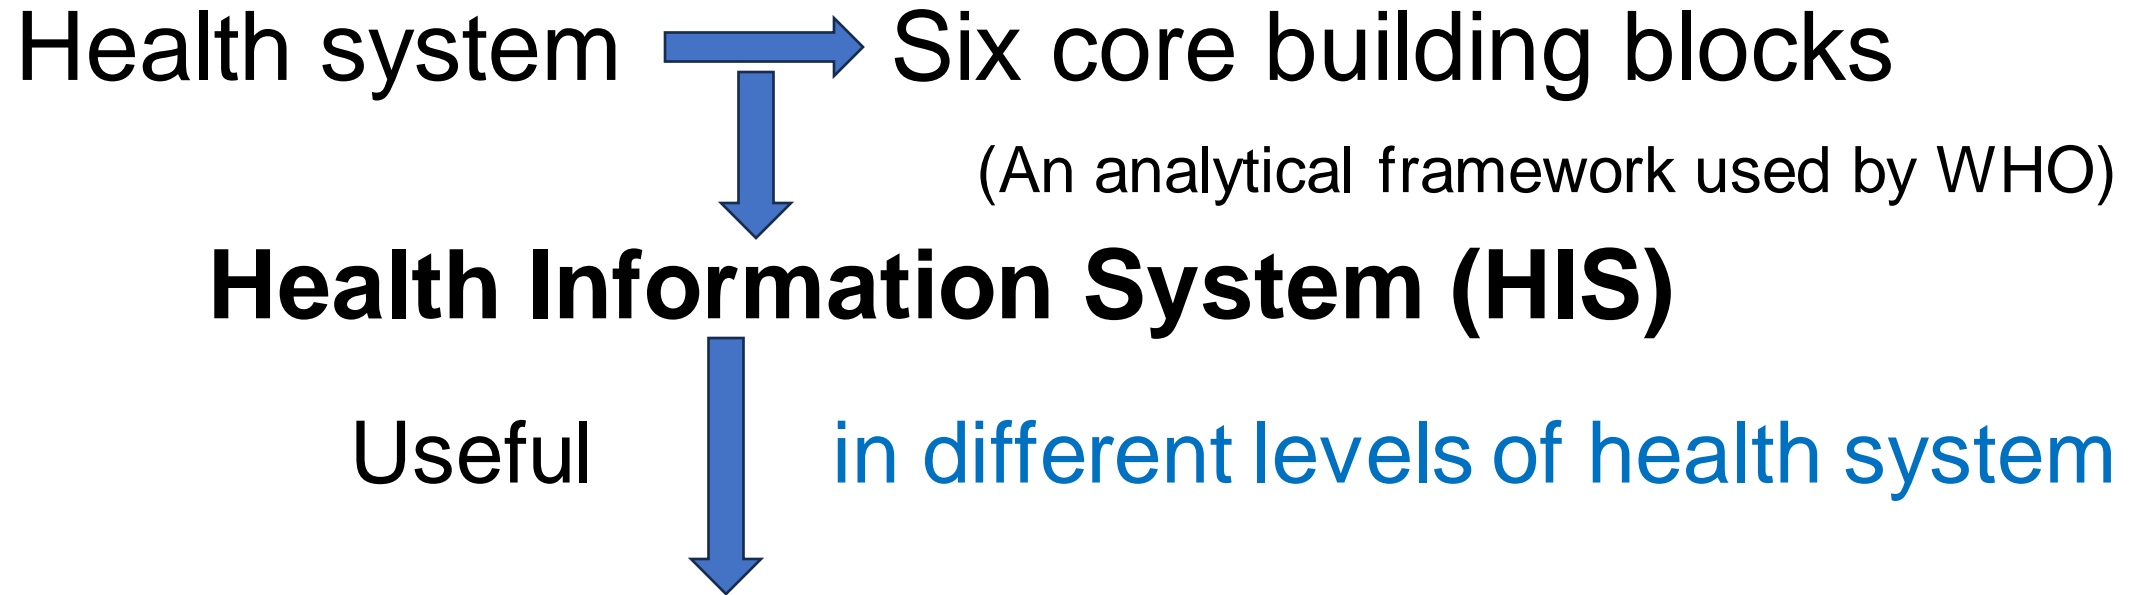 Health system Six core building blocks
(An analytical framework used by WHO)
Health Information System (HIS)
Useful in different levels of health system